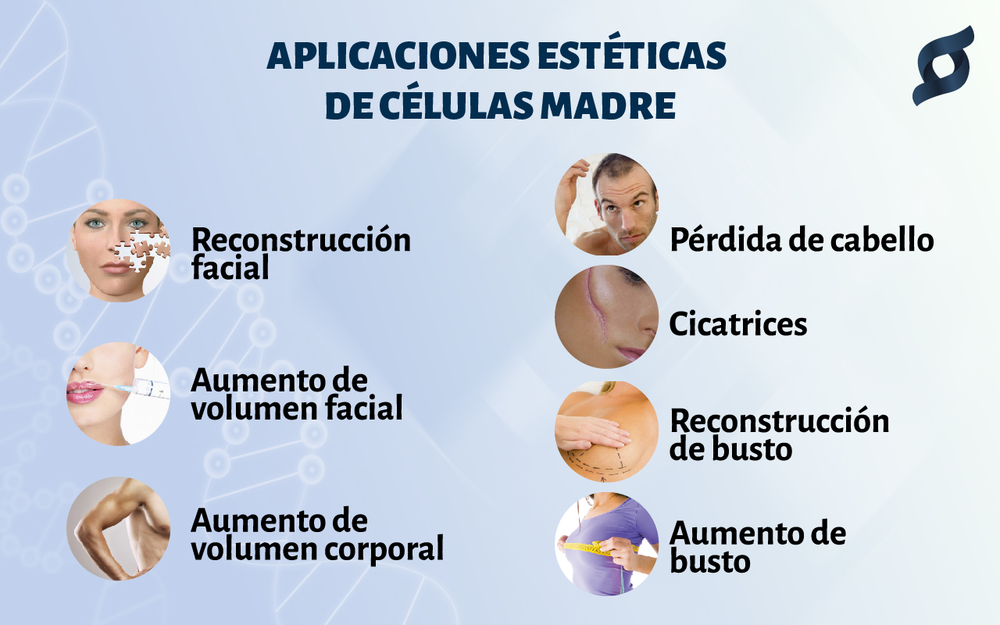 APLICACIONES ESTÉTICAS
DE CÉLULAS MADRE
Reconstrucción
facial
Aumento de
volumen facial
Aumento de
volumen corporal
Pérdida de cabello
Cicatrices
Reconstrucción
de busto
Aumento de
busto